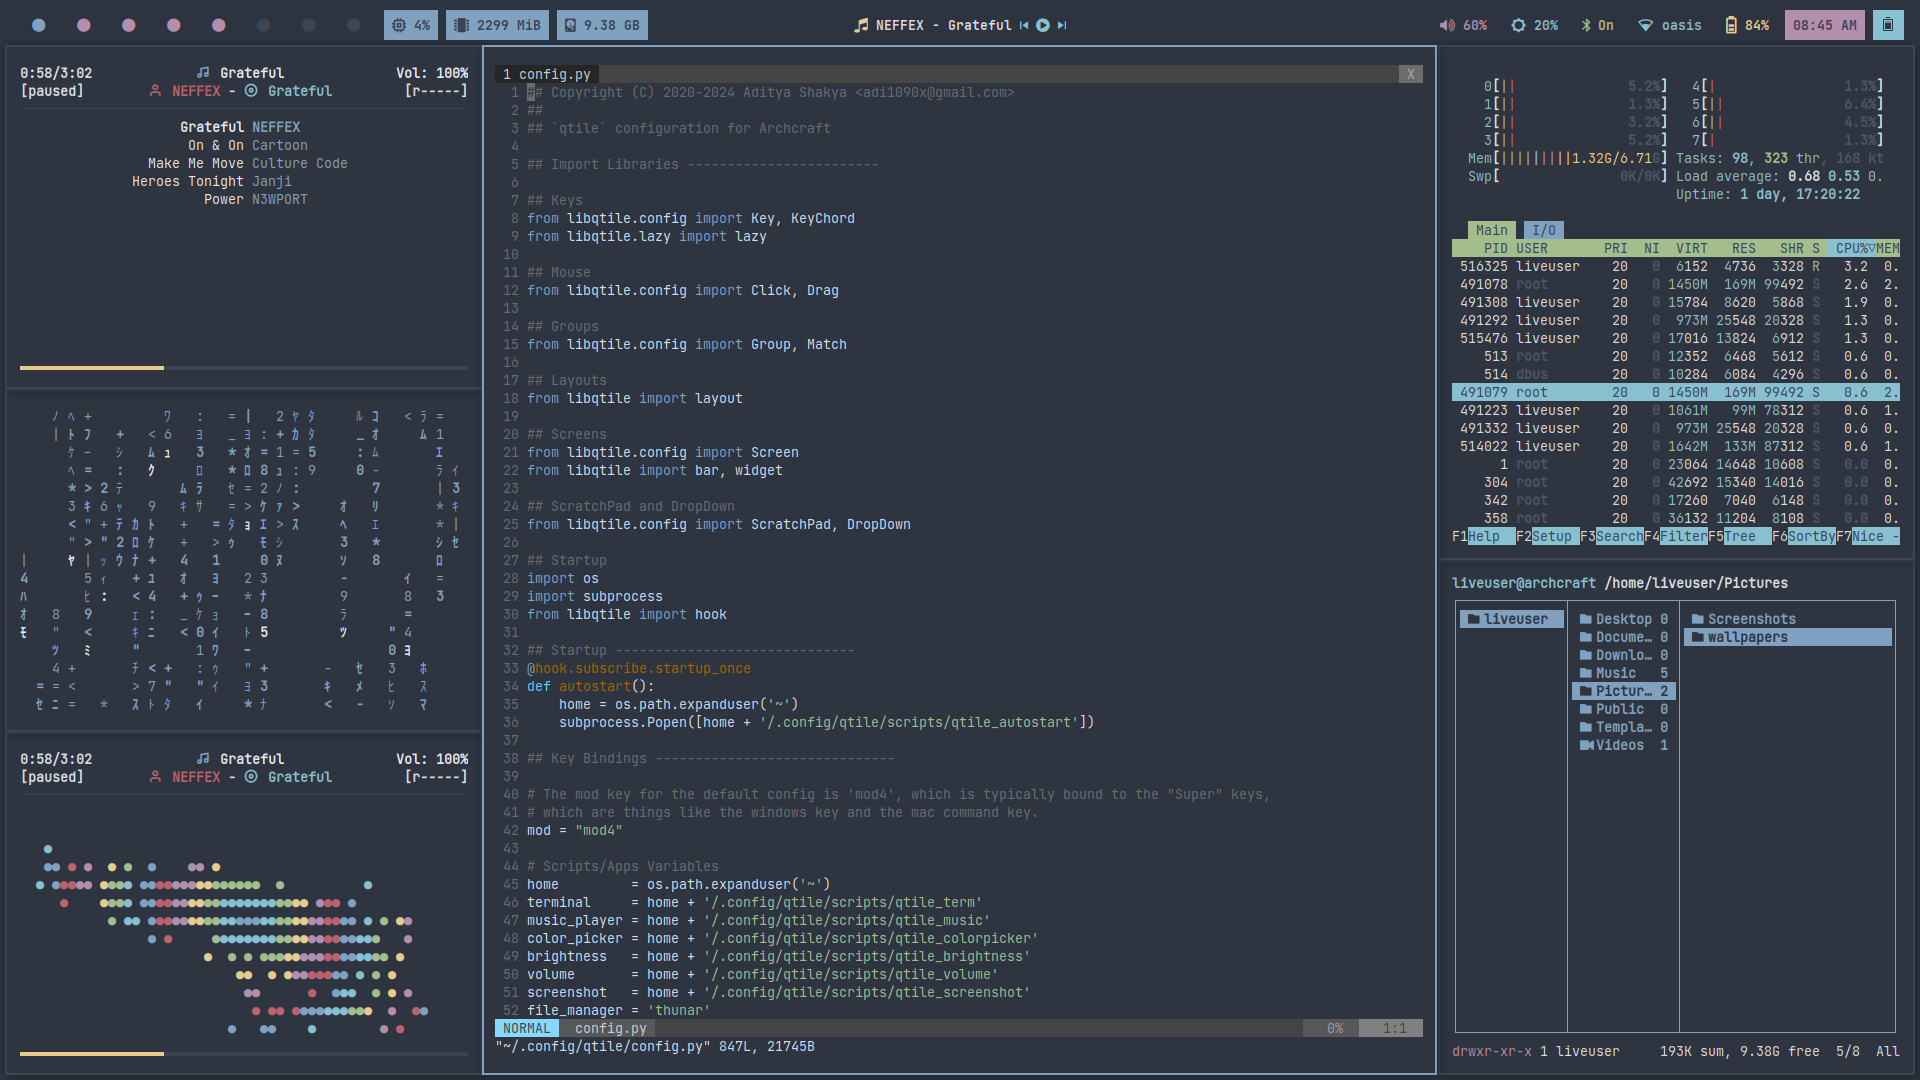 4% 2299 MiB 9.38 GB NEFFEX - Grateful 60% 20% On oasis 84% 08:45 AM
0:58/3:02 Grateful Vol: 100%
[paused] NEFFEX - Grateful [r-----]
Grateful NEFFEX
On & On Cartoon
Make Me Move Culture Code
Heroes Tonight Janji
Power N3WPORT
0:58/3:02 Grateful Vol: 100%
[paused] NEFFEX - Grateful [r-----]
1 config.py X
1 ## Copyright (C) 2020-2024 Aditya Shakya <adi1090x@gmail.com>
2 ##
3 ## `qtile` configuration for Archcraft
4
5 ## Import Libraries ------------------------
6
7 ## Keys
8 from libqtile.config import Key, KeyChord
9 from libqtile.lazy import lazy
10
11 ## Mouse
12 from libqtile.config import Click, Drag
13
14 ## Groups
15 from libqtile.config import Group, Match
16
17 ## Layouts
18 from libqtile import layout
19
20 ## Screens
21 from libqtile.config import Screen
22 from libqtile import bar, widget
23
24 ## ScratchPad and DropDown
25 from libqtile.config import ScratchPad, DropDown
26
27 ## Startup
28 import os
29 import subprocess
30 from libqtile import hook
31
32 ## Startup ------------------------------
33 @hook.subscribe.startup_once
34 def autostart():
35     home = os.path.expanduser('~')
36     subprocess.Popen([home + '/.config/qtile/scripts/qtile_autostart'])
37
38 ## Key Bindings ------------------------------
39
40 # The mod key for the default config is 'mod4', which is typically bound to the "Super" keys,
41 # which are things like the windows key and the mac command key.
42 mod = "mod4"
43
44 # Scripts/Apps Variables
45 home         = os.path.expanduser('~')
46 terminal     = home + '/.config/qtile/scripts/qtile_term'
47 music_player = home + '/.config/qtile/scripts/qtile_music'
48 color_picker = home + '/.config/qtile/scripts/qtile_colorpicker'
49 brightness   = home + '/.config/qtile/scripts/qtile_brightness'
50 volume       = home + '/.config/qtile/scripts/qtile_volume'
51 screenshot   = home + '/.config/qtile/scripts/qtile_screenshot'
52 file_manager = 'thunar'
NORMAL config.py 0% 1:1
"~/.config/qtile/config.py" 847L, 21745B
0[|| 5.2%] 4[| 1.3%]
1[|| 1.3%] 5[|| 6.4%]
2[|| 3.2%] 6[|| 4.5%]
3[|| 5.2%] 7[| 1.3%]
Mem[|||||||||1.32G/6.71G] Tasks: 98, 323 thr, 168 kt
Swp[ 0K/0K] Load average: 0.68 0.53 0.
Uptime: 1 day, 17:20:22
Main I/O
PID USER PRI NI VIRT RES SHR S CPU%▽MEM
516325 liveuser 20 0 6152 4736 3328 R 3.2 0.
491078 root 20 0 1450M 169M 99492 S 2.6 2.
491308 liveuser 20 0 15784 8620 5868 S 1.9 0.
491292 liveuser 20 0 973M 25548 20328 S 1.3 0.
515476 liveuser 20 0 17016 13824 6912 S 1.3 0.
513 root 20 0 12352 6468 5612 S 0.6 0.
514 dbus 20 0 10284 6084 4296 S 0.6 0.
491079 root 20 0 1450M 169M 99492 S 0.6 2.
491223 liveuser 20 0 1061M 99M 78312 S 0.6 1.
491332 liveuser 20 0 973M 25548 20328 S 0.6 0.
514022 liveuser 20 0 1642M 133M 87312 S 0.6 1.
1 root 20 0 23064 14648 10608 S 0.0 0.
304 root 20 0 42692 15340 14016 S 0.0 0.
342 root 20 0 17260 7040 6148 S 0.0 0.
358 root 20 0 36132 11204 8108 S 0.0 0.
F1Help F2Setup F3SearchF4FilterF5Tree F6SortByF7Nice -
liveuser@archcraft /home/liveuser/Pictures
liveuser Desktop 0 Screenshots
Docume… 0 wallpapers
Downlo… 0
Music 5
Pictur… 2
Public 0
Templa… 0
Videos 1
drwxr-xr-x 1 liveuser 193K sum, 9.38G free 5/8 All